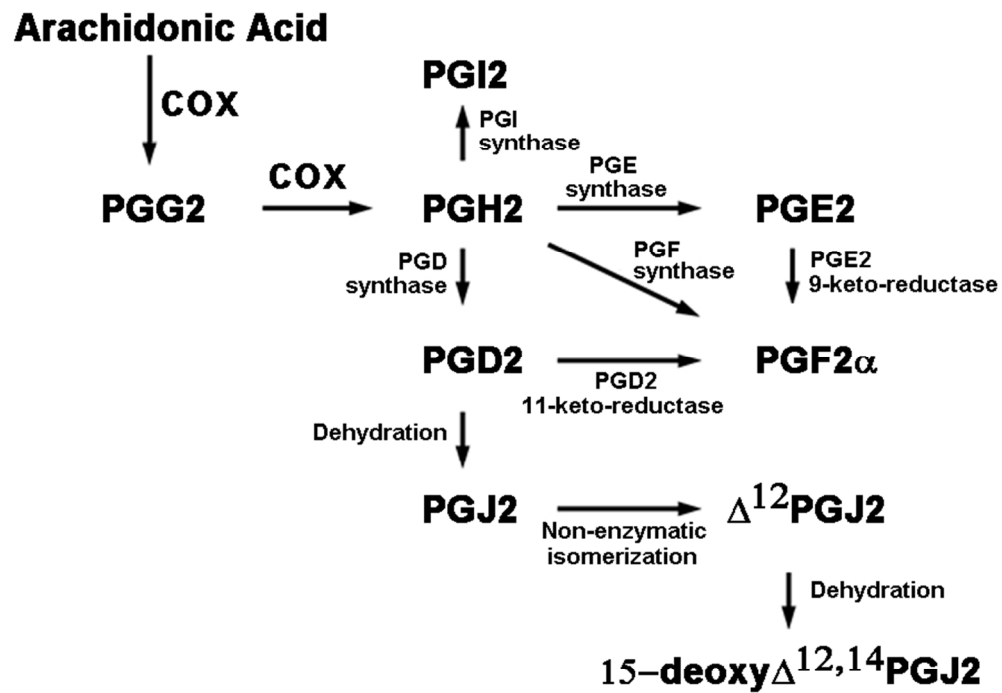 Arachidonic Acid
COX
PGI2
PGI
synthase
PGG2
COX
PGH2
PGE
synthase
PGE2
PGD
synthase
PGF
synthase
PGE2
9-keto-reductase
PGD2
PGD2
11-keto-reductase
PGF2α
Dehydration
PGJ2
Non-enzymatic
isomerization
Δ¹²PGJ2
Dehydration
15–deoxyΔ¹²,¹⁴PGJ2